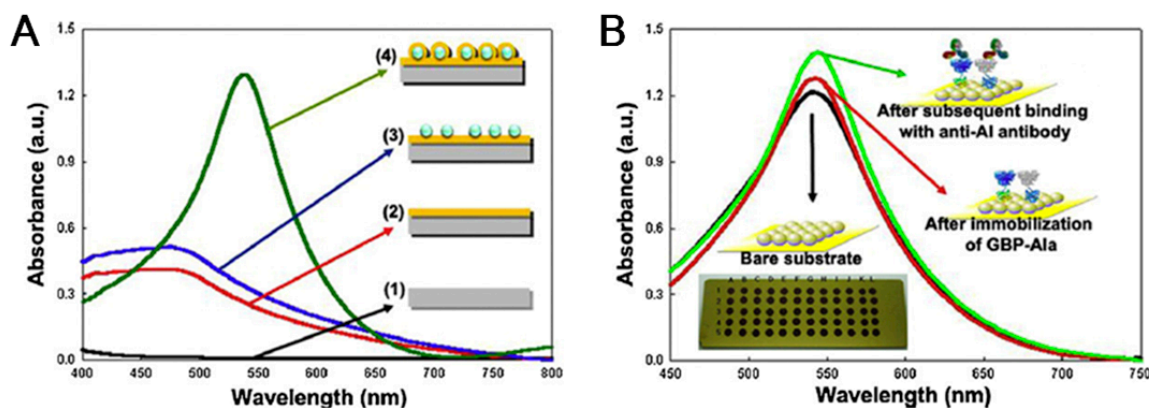 A
1.5
1.2
0.9
0.6
0.3
0.0
Absorbance (a.u.)
400
450
500
550
600
650
700
750
800
Wavelength (nm)
(4)
(3)
(2)
(1)
B
1.5
1.2
0.9
0.6
0.3
0.0
Absorbance (a.u.)
450
500
550
600
650
700
750
Wavelength (nm)
After subsequent binding
with anti-AI antibody
After immobilization
of GBP-AIa
Bare substrate
A B C D E F G H I J K L